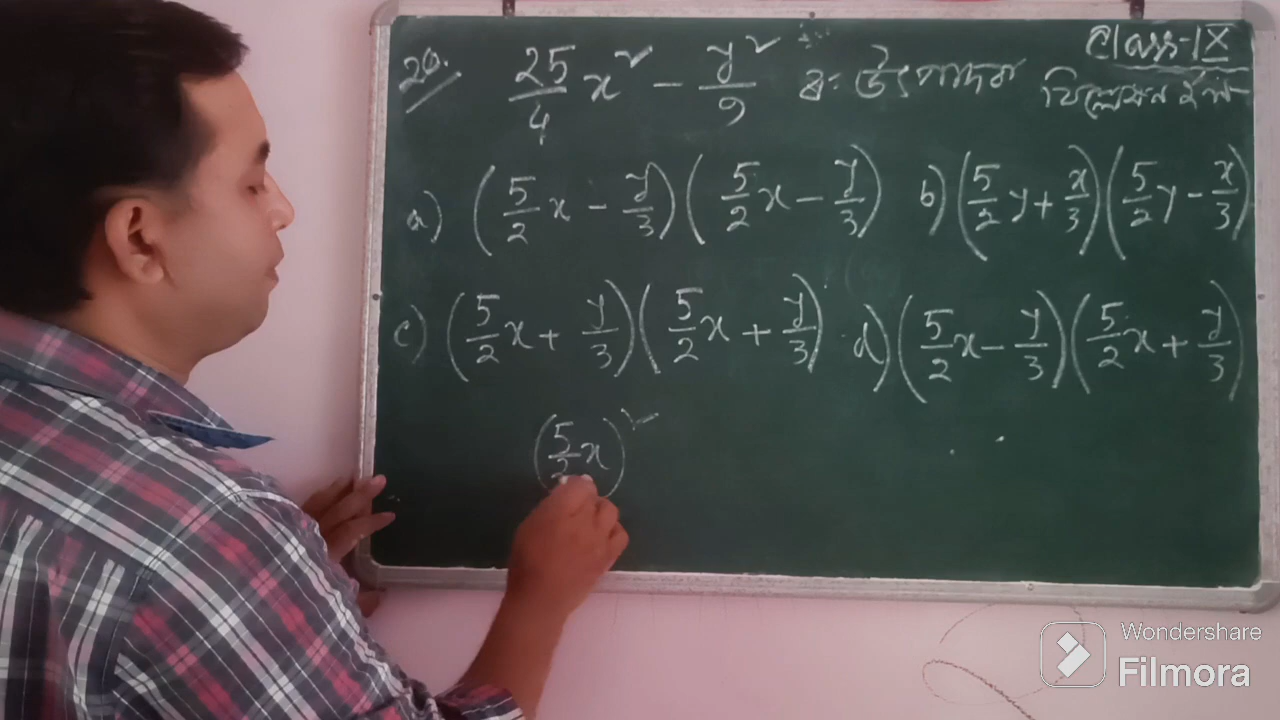 Class-IX
20. 25/4 x² - y²/9 ৰ: উৎপাদক বিশ্লেষণ হ'ল
a) (5/2 x - y/3)(5/2 x - y/3) b) (5/2 y + x/3)(5/2 y - x/3)
c) (5/2 x + y/3)(5/2 x + y/3) d) (5/2 x - y/3)(5/2 x + y/3)
(5/2 x)²
Wondershare
Filmora